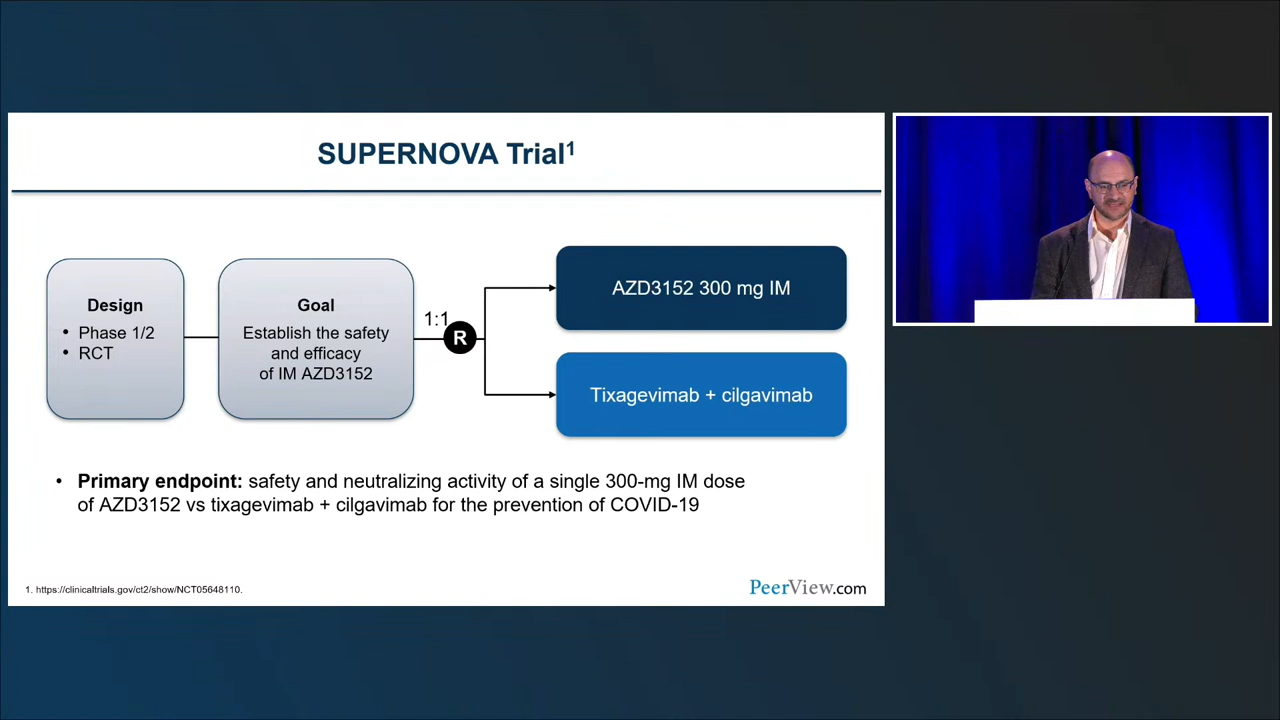 SUPERNOVA Trial¹
Design
• Phase 1/2
• RCT
Goal
Establish the safety
and efficacy
of IM AZD3152
1:1
R
AZD3152 300 mg IM
Tixagevimab + cilgavimab
• Primary endpoint: safety and neutralizing activity of a single 300-mg IM dose
of AZD3152 vs tixagevimab + cilgavimab for the prevention of COVID-19
1. https://clinicaltrials.gov/ct2/show/NCT05648110.
PeerView.com